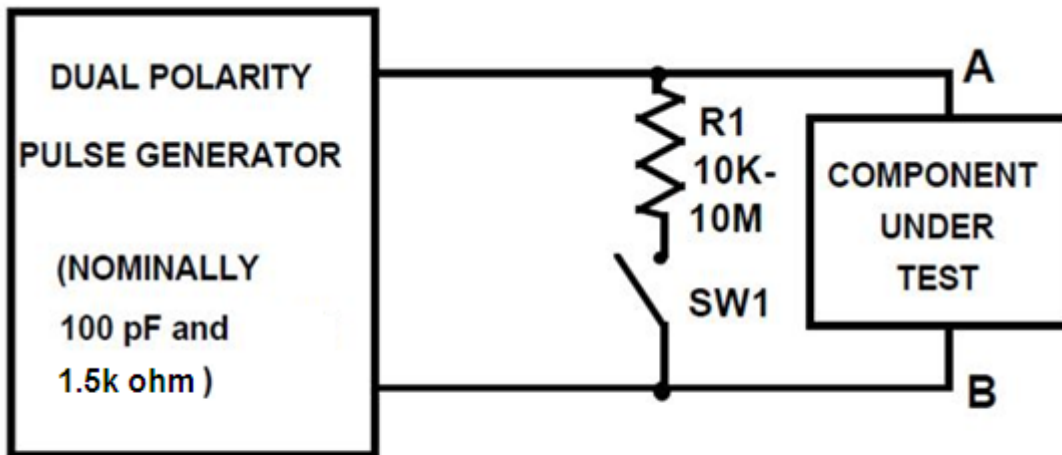 DUAL POLARITY
PULSE GENERATOR
(NOMINALLY
100 pF and
1.5k ohm )
R1
10K-
10M
SW1
A
COMPONENT
UNDER
TEST
B